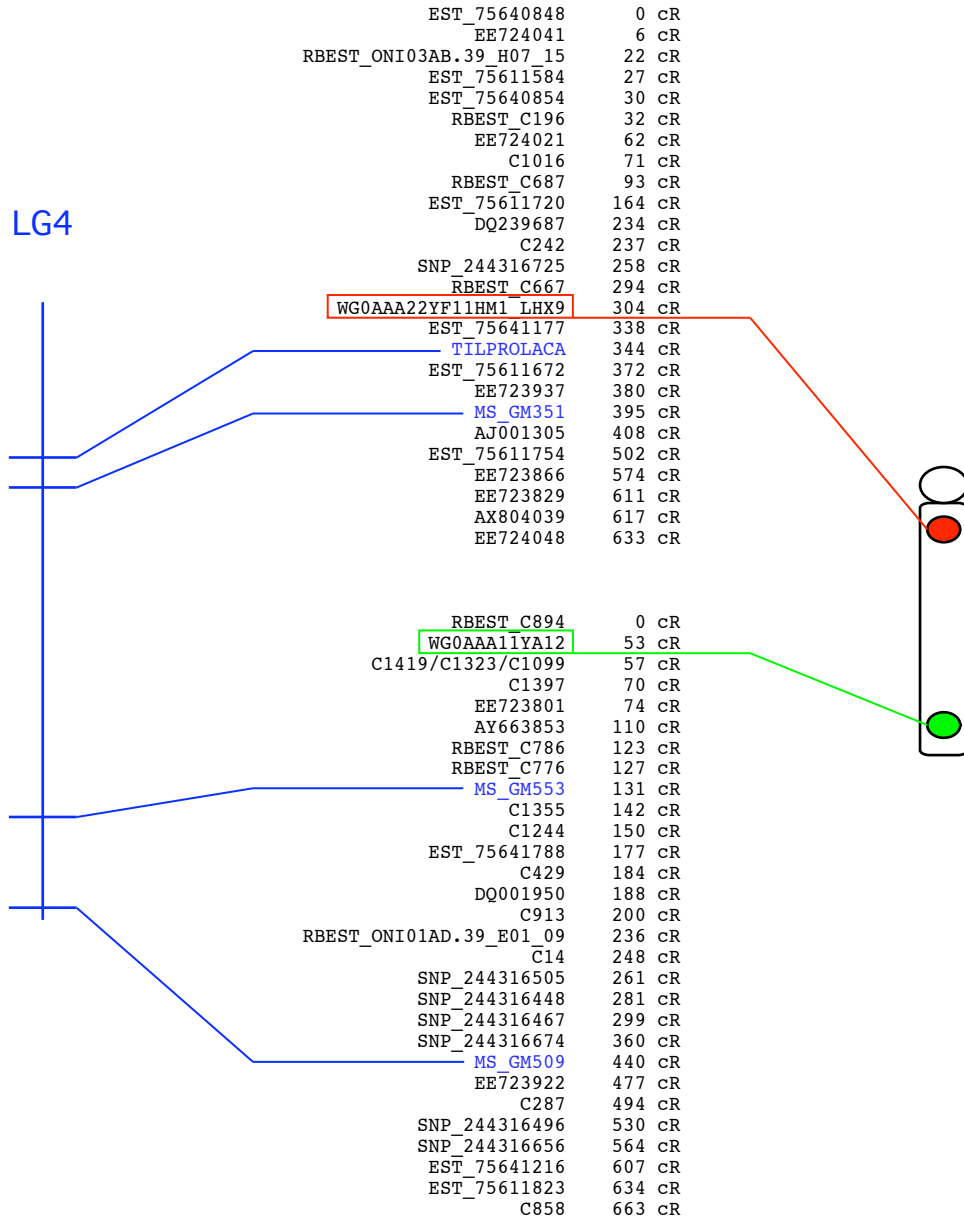 EST_75640848 0 cR
EE724041 6 cR
RBEST_ONI03AB.39_H07_15 22 cR
EST_75611584 27 cR
EST_75640854 30 cR
RBEST_C196 32 cR
EE724021 62 cR
C1016 71 cR
RBEST_C687 93 cR
EST_75611720 164 cR
LG4
DQ239687 234 cR
C242 237 cR
SNP_244316725 258 cR
RBEST_C667 294 cR
WG0AAA22YF11HM1_LHX9 304 cR
EST_75641177 338 cR
TILPROLACA 344 cR
EST_75611672 372 cR
EE723937 380 cR
MS_GM351 395 cR
AJ001305 408 cR
EST_75611754 502 cR
EE723866 574 cR
EE723829 611 cR
AX804039 617 cR
EE724048 633 cR
RBEST_C894 0 cR
WG0AAA11YA12 53 cR
C1419/C1323/C1099 57 cR
C1397 70 cR
EE723801 74 cR
AY663853 110 cR
RBEST_C786 123 cR
RBEST_C776 127 cR
MS_GM553 131 cR
C1355 142 cR
C1244 150 cR
EST_75641788 177 cR
C429 184 cR
DQ001950 188 cR
C913 200 cR
RBEST_ONI01AD.39_E01_09 236 cR
C14 248 cR
SNP_244316505 261 cR
SNP_244316448 281 cR
SNP_244316467 299 cR
SNP_244316674 360 cR
MS_GM509 440 cR
EE723922 477 cR
C287 494 cR
SNP_244316496 530 cR
SNP_244316656 564 cR
EST_75641216 607 cR
EST_75611823 634 cR
C858 663 cR